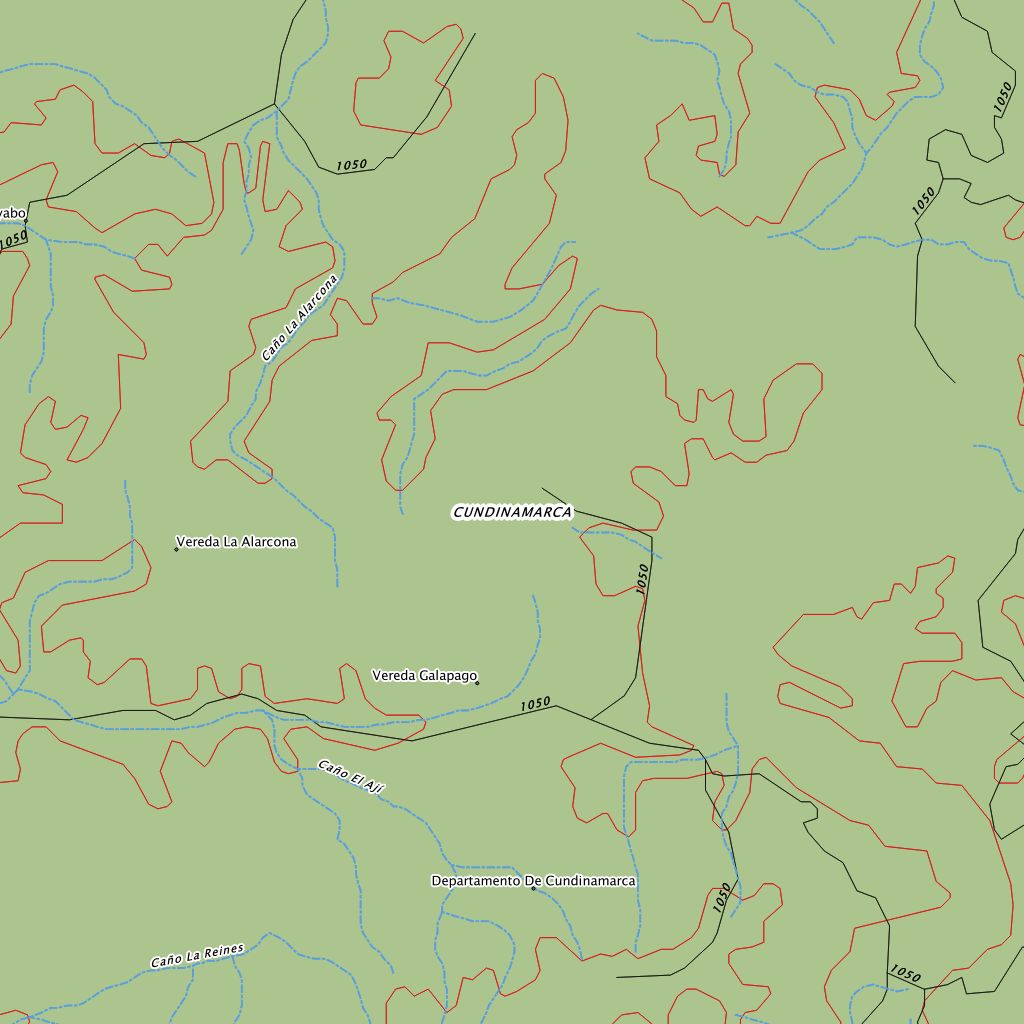 1050
1050
1050
vabo
1050
Caño La Alarcona
CUNDINAMARCA
Vereda La Alarcona
1050
Vereda Galapago
1050
Caño El Ají
Departamento De Cundinamarca
1050
Caño La Reines
1050